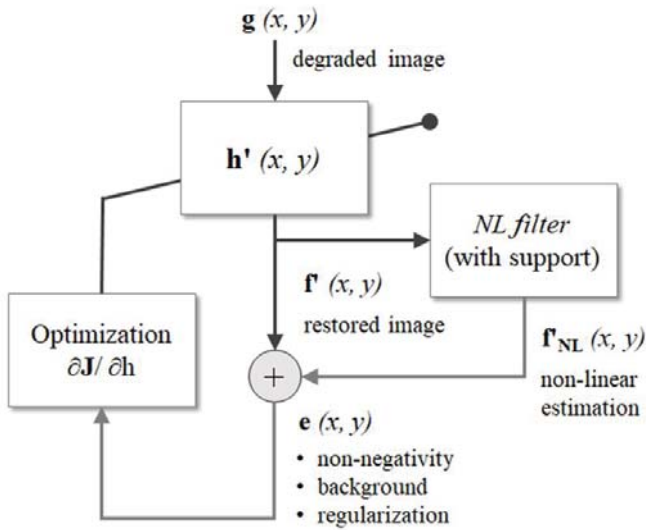 g (x, y)
degraded image
h' (x, y)
NL filter
(with support)
f' (x, y)
restored image
Optimization
∂J/ ∂h
f'NL (x, y)
non-linear
estimation
+
e (x, y)
• non-negativity
• background
• regularization